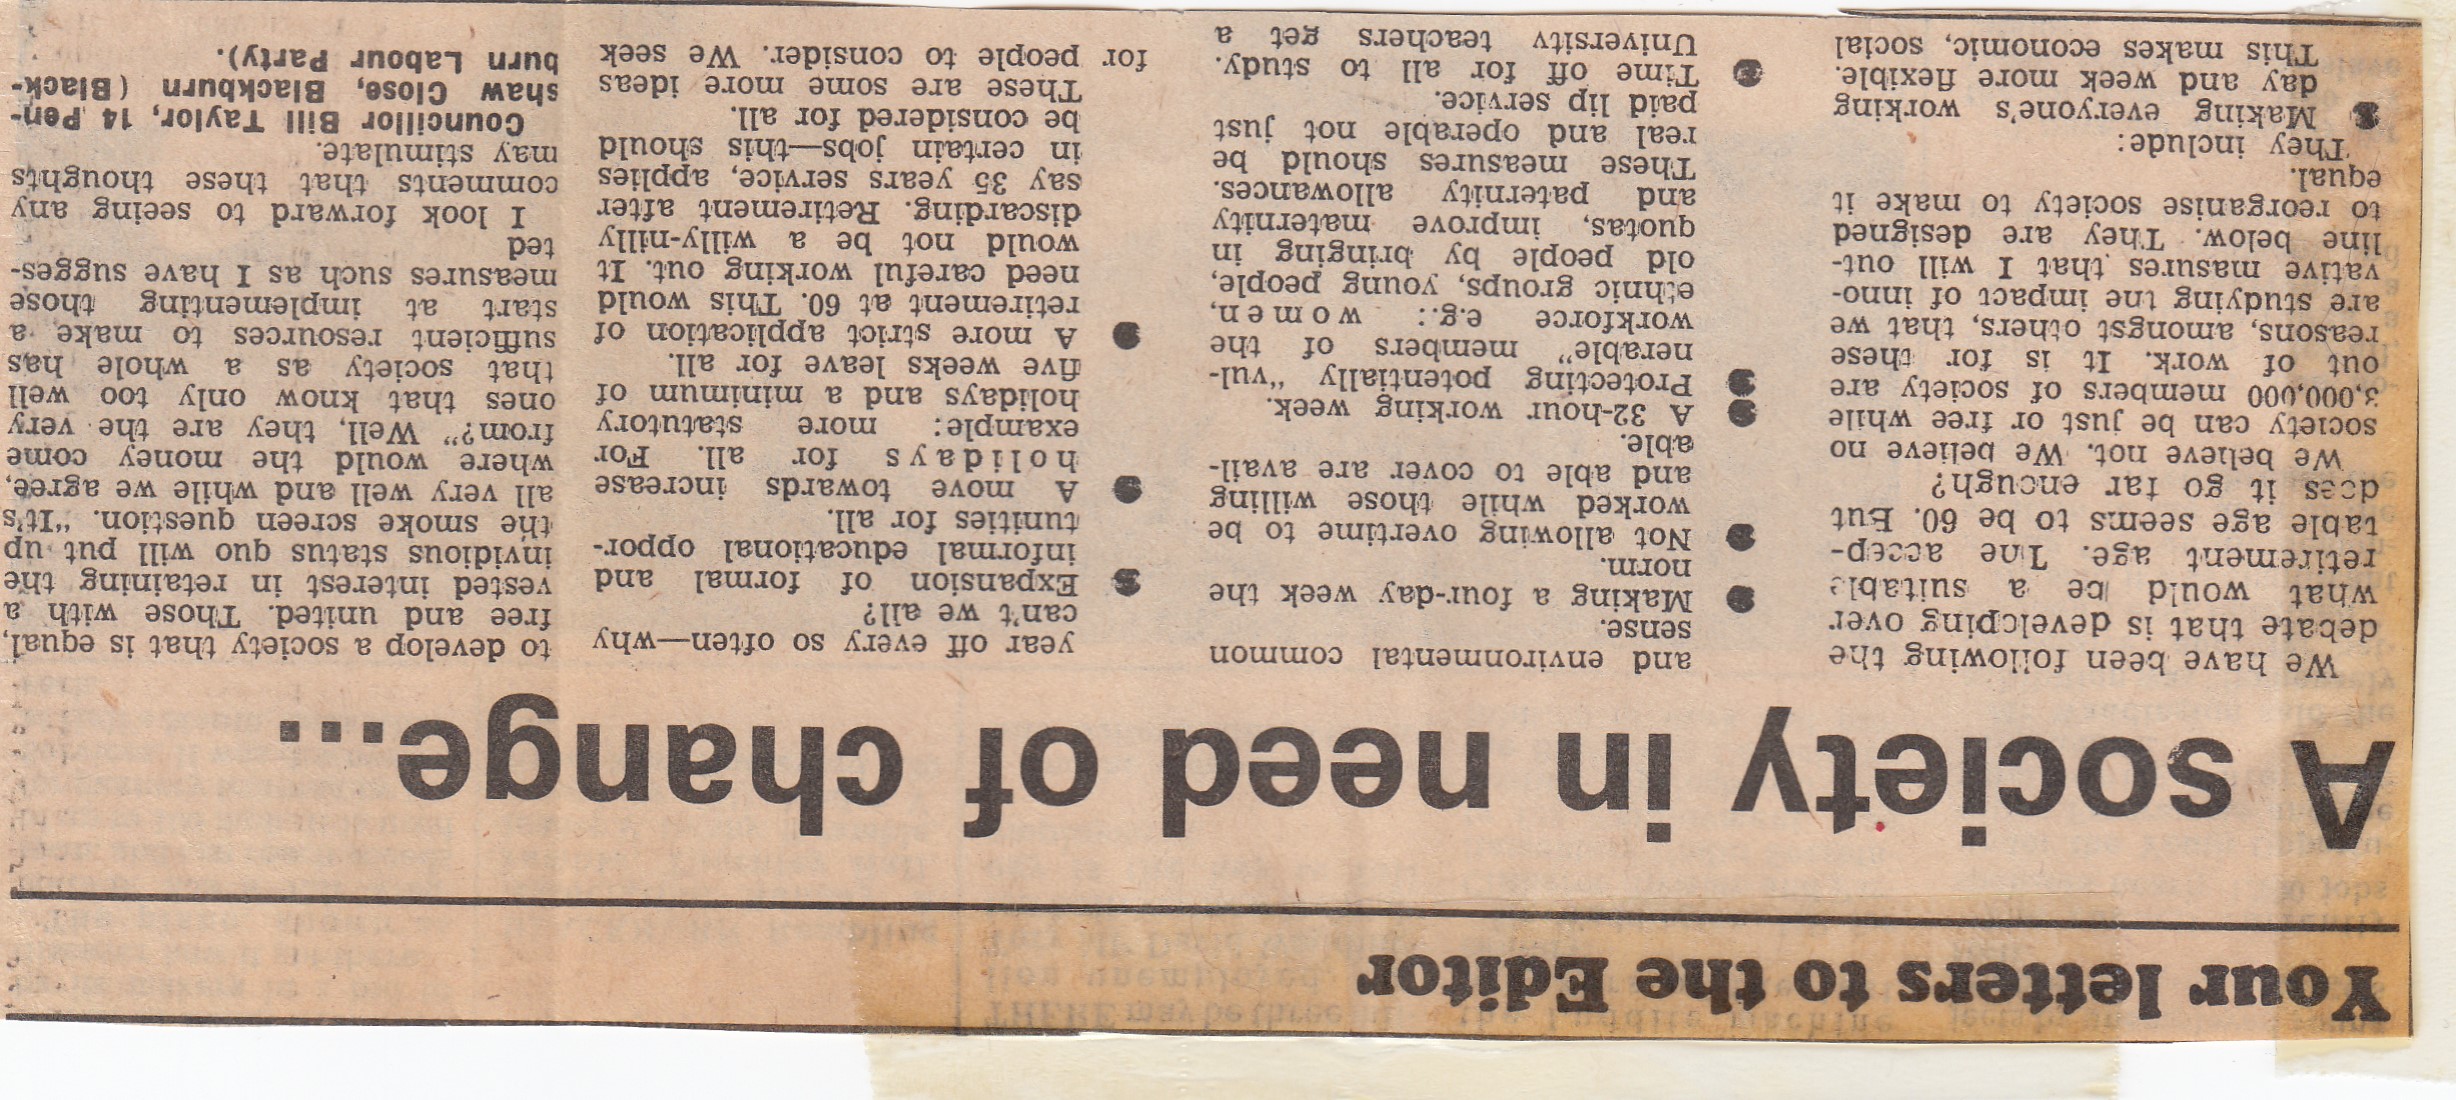 Your letters to the Editor
A society in need of change...
We have been following the
debate that is developing over
what would be a suitable
retirement age. The accep-
table age seems to be 60. But
does it go far enough?
We believe not. We believe no
society can be just or free while
3,000,000 members of society are
out of work. It is for these
reasons, amongst others, that we
are studying the impact of inno-
vative measures that I will out-
line below. They are designed
to reorganise society to make it
equal.
They include:
● Making everyone's working
day and week more flexible.
This makes economic, social
and environmental common
sense.
● Making a four-day week the
norm.
● Not allowing overtime to be
worked while those willing
and able to cover are avail-
able.
● A 32-hour working week.
● Protecting potentially "vul-
nerable" members of the
workforce e.g.: women,
ethnic groups, young people,
old people by bringing in
quotas, improve maternity
and paternity allowances.
These measures should be
real and operable not just
paid lip service.
● Time off for all to study.
University teachers get a
year off every so often—why
can't we all?
● Expansion of formal and
informal educational oppor-
tunities for all.
● A move towards increase
holidays for all. For
example: more statutory
holidays and a minimum of
five weeks leave for all.
● A more strict application of
retirement at 60. This would
need careful working out. It
would not be a willy-nilly
discarding. Retirement after
say 35 years service, applies
in certain jobs—this should
be considered for all.
These are some more ideas
for people to consider. We seek
to develop a society that is equal,
free and united. Those with a
vested interest in retaining the
invidious status quo will put up
the smoke screen question. "It's
all very well and while we agree,
where would the money come
from?" Well, they are the very
ones that know only too well
that society as a whole has
sufficient resources to make a
start at implementing those
measures such as I have sugges-
ted
I look forward to seeing any
comments that these thoughts
may stimulate.
Councillor Bill Taylor, 14 Pen-
shaw Close, Blackburn (Black-
burn Labour Party).